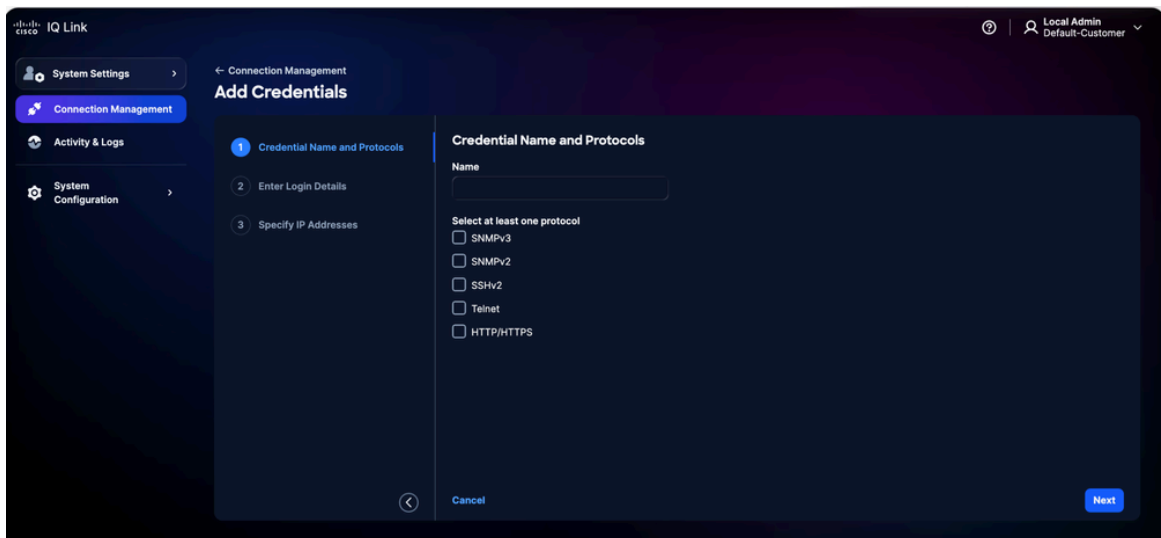 CISCO IQ Link
Local Admin
Default-Customer
System Settings
Connection Management
Activity & Logs
System
Configuration
← Connection Management
Add Credentials
1 Credential Name and Protocols
2 Enter Login Details
3 Specify IP Addresses
Credential Name and Protocols
Name
Select at least one protocol
SNMPv3
SNMPv2
SSHv2
Telnet
HTTP/HTTPS
Cancel
Next